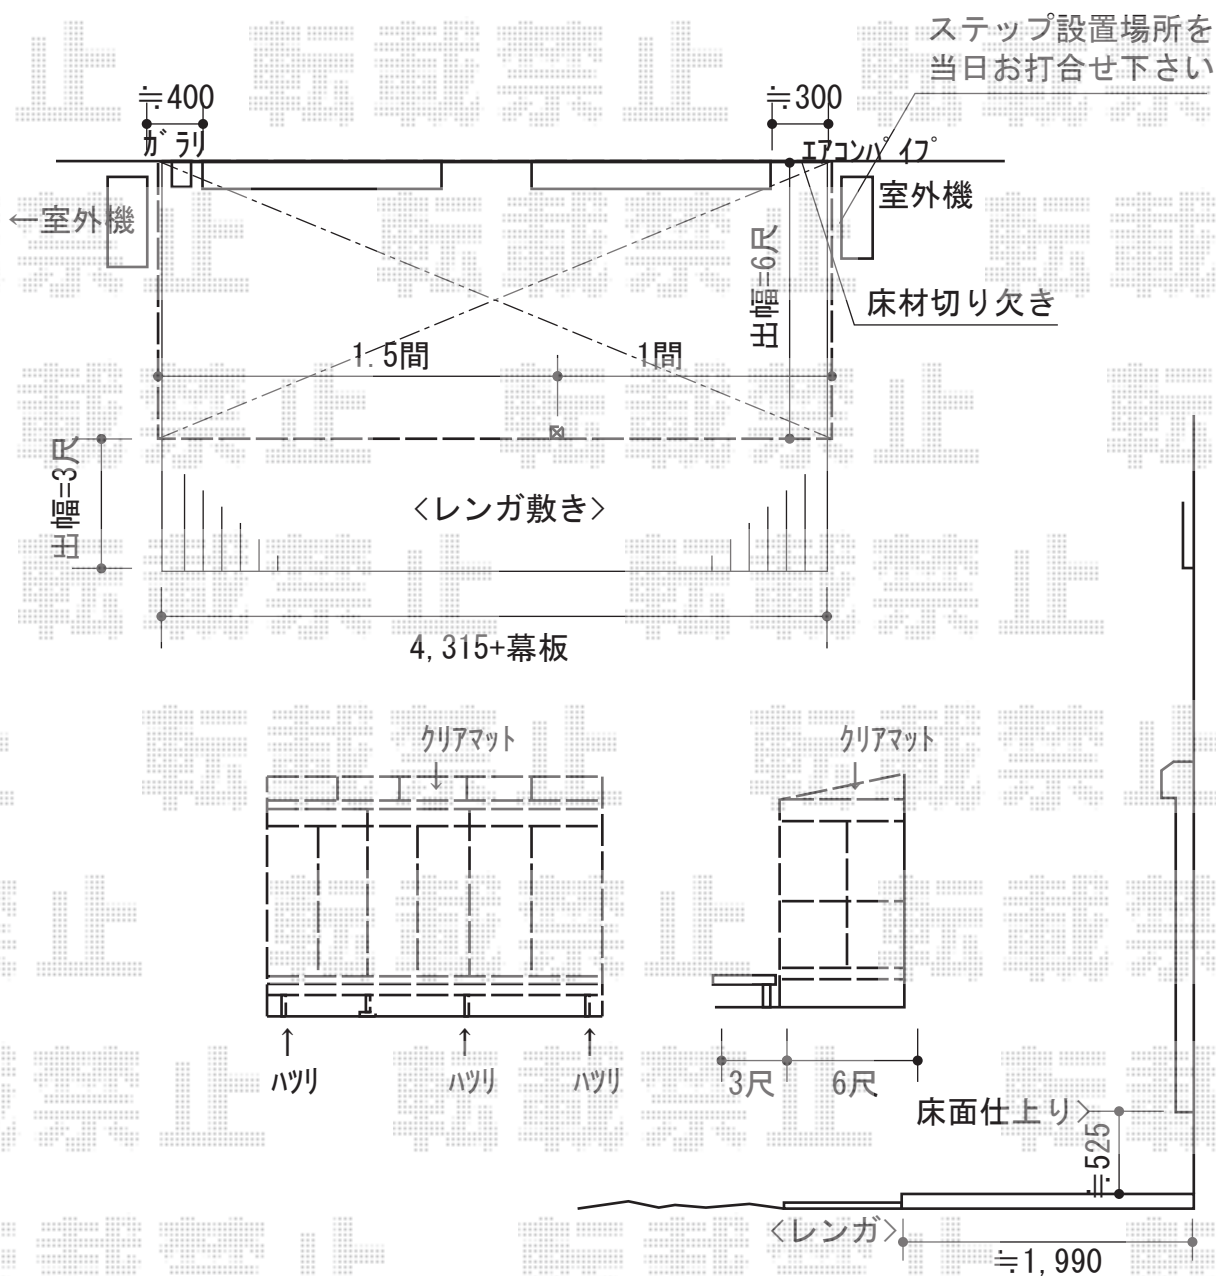 ステップ設置場所を
当日お打合せ下さい
≒400
≒300
ガラリ
エアコンパイプ
←室外機
室外機
出幅=6尺
床材切り欠き
1.5間
1間
出幅=3尺
<レンガ敷き>
4,315+幕板
クリアマット
クリアマット
ハツリ
ハツリ
ハツリ
3尺
6尺
床面仕上り>
≒525
<レンガ>
≒1,990
転載禁止